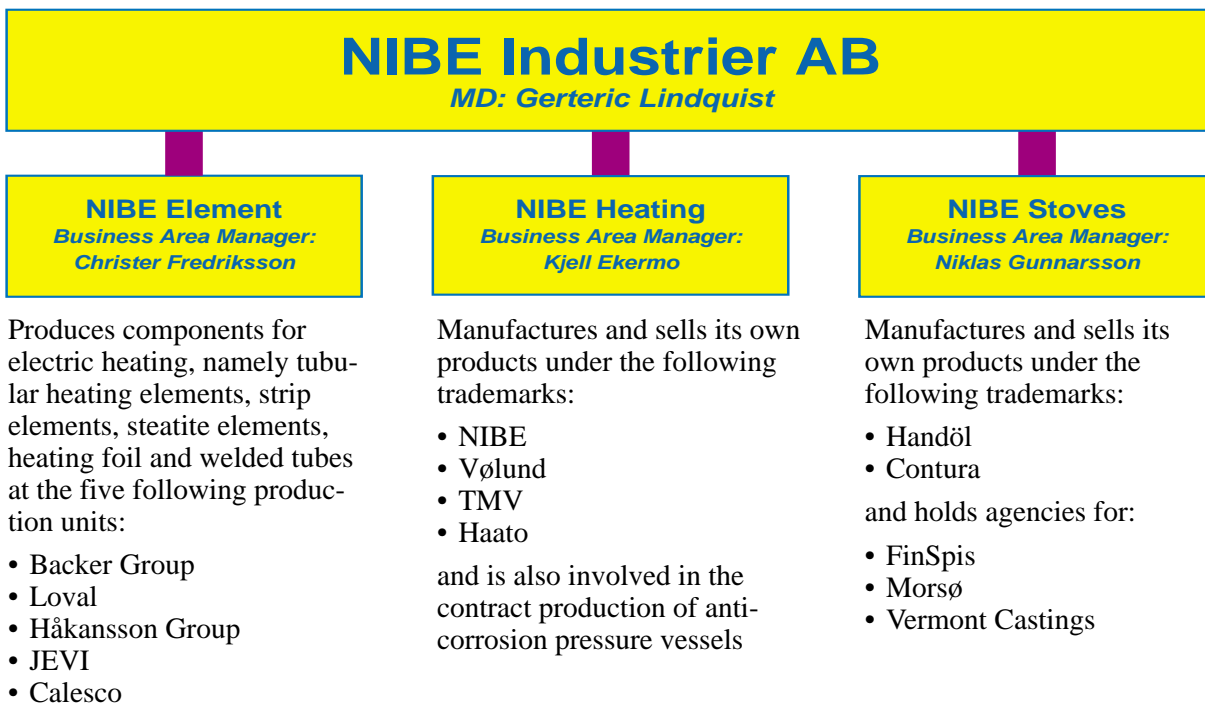 NIBE Industrier AB
MD: Gerteric Lindquist
NIBE Element
Business Area Manager:
Christer Fredriksson
Produces components for
electric heating, namely tubu-
lar heating elements, strip
elements, steatite elements,
heating foil and welded tubes
at the five following produc-
tion units:
• Backer Group
• Loval
• Håkansson Group
• JEVI
• Calesco
NIBE Heating
Business Area Manager:
Kjell Ekermo
Manufactures and sells its own
products under the following
trademarks:
• NIBE
• Vølund
• TMV
• Haato
and is also involved in the
contract production of anti-
corrosion pressure vessels
NIBE Stoves
Business Area Manager:
Niklas Gunnarsson
Manufactures and sells its
own products under the
following trademarks:
• Handöl
• Contura
and holds agencies for:
• FinSpis
• Morsø
• Vermont Castings